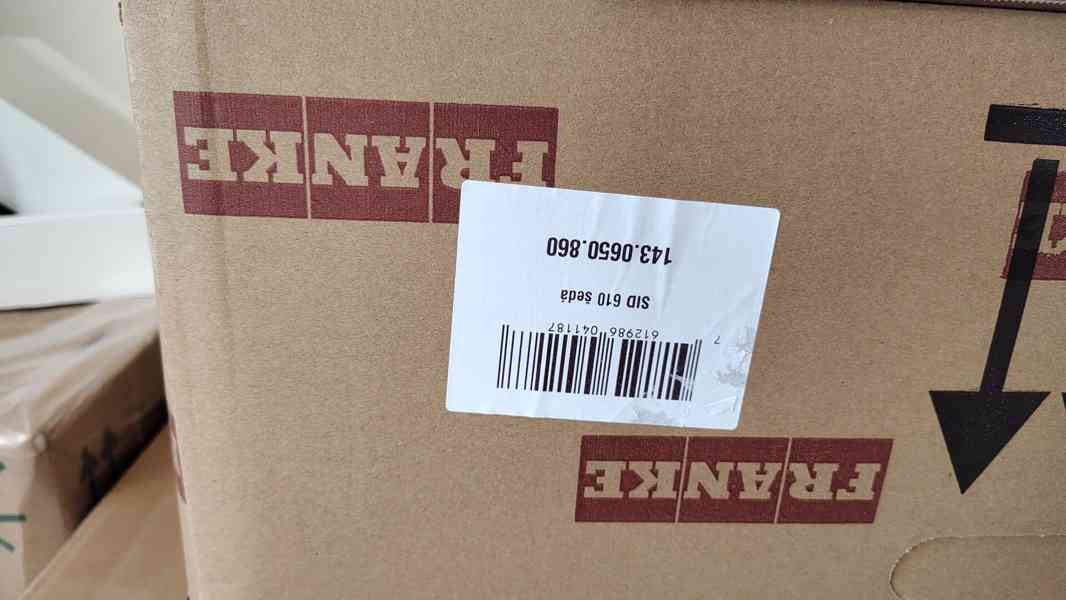 FRANKE
143.0650.860
SID 610 šedá
7 612986 041187
FRANKE